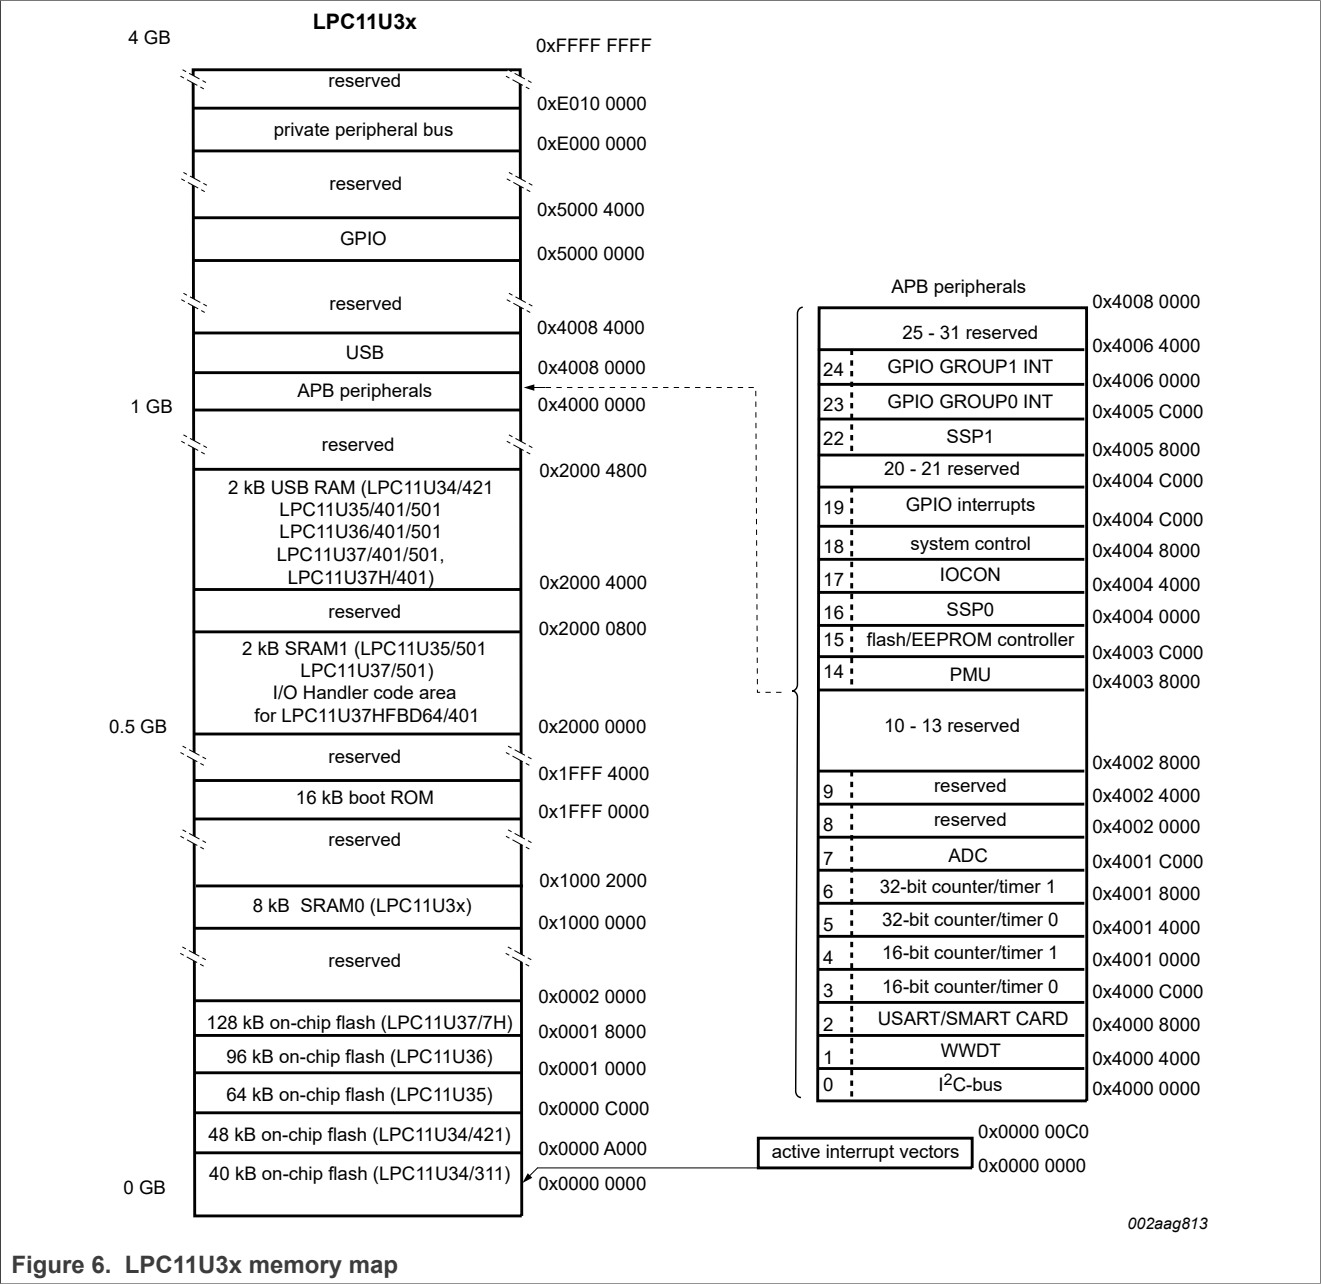 LPC11U3x
4 GB
0xFFFF FFFF
reserved
0xE010 0000
private peripheral bus
0xE000 0000
reserved
0x5000 4000
GPIO
0x5000 0000
reserved
0x4008 4000
USB
0x4008 0000
APB peripherals
1 GB
0x4000 0000
reserved
0x2000 4800
2 kB USB RAM (LPC11U34/421
LPC11U35/401/501
LPC11U36/401/501
LPC11U37/401/501,
LPC11U37H/401)
0x2000 4000
reserved
0x2000 0800
2 kB SRAM1 (LPC11U35/501
LPC11U37/501)
I/O Handler code area
for LPC11U37HFBD64/401
0.5 GB
0x2000 0000
reserved
0x1FFF 4000
16 kB boot ROM
0x1FFF 0000
reserved
0x1000 2000
8 kB SRAM0 (LPC11U3x)
0x1000 0000
reserved
0x0002 0000
128 kB on-chip flash (LPC11U37/7H)
0x0001 8000
96 kB on-chip flash (LPC11U36)
0x0001 0000
64 kB on-chip flash (LPC11U35)
0x0000 C000
48 kB on-chip flash (LPC11U34/421)
0x0000 A000
40 kB on-chip flash (LPC11U34/311)
0 GB
0x0000 0000
APB peripherals
0x4008 0000
25 - 31 reserved
0x4006 4000
24 GPIO GROUP1 INT
0x4006 0000
23 GPIO GROUP0 INT
0x4005 C000
22 SSP1
0x4005 8000
20 - 21 reserved
0x4004 C000
19 GPIO interrupts
0x4004 C000
18 system control
0x4004 8000
17 IOCON
0x4004 4000
16 SSP0
0x4004 0000
15 flash/EEPROM controller
0x4003 C000
14 PMU
0x4003 8000
10 - 13 reserved
0x4002 8000
9 reserved
0x4002 4000
8 reserved
0x4002 0000
7 ADC
0x4001 C000
6 32-bit counter/timer 1
0x4001 8000
5 32-bit counter/timer 0
0x4001 4000
4 16-bit counter/timer 1
0x4001 0000
3 16-bit counter/timer 0
0x4000 C000
2 USART/SMART CARD
0x4000 8000
1 WWDT
0x4000 4000
0 I2C-bus
0x4000 0000
0x0000 00C0
active interrupt vectors
0x0000 0000
002aag813
Figure 6. LPC11U3x memory map